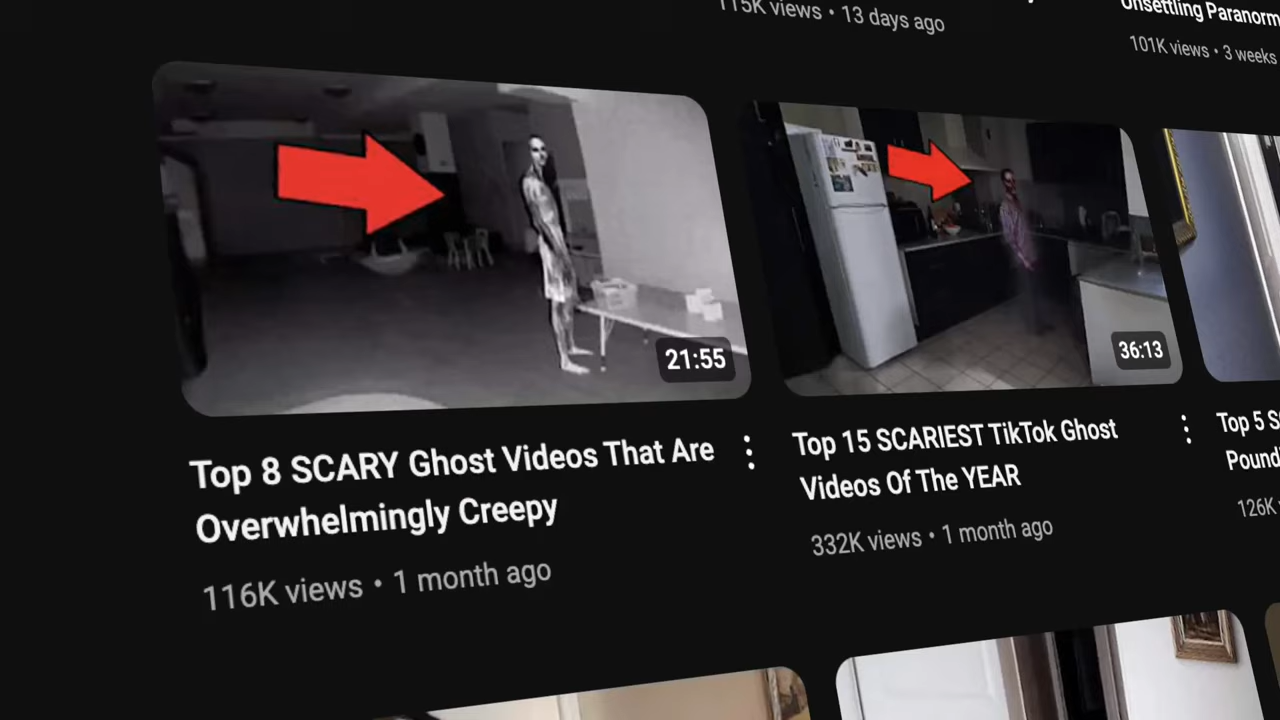 115K views • 13 days ago
Unsettling Paranorm
101K views • 3 weeks
21:55
36:13
Top 8 SCARY Ghost Videos That Are
Overwhelmingly Creepy
116K views • 1 month ago
Top 15 SCARIEST TikTok Ghost
Videos Of The YEAR
332K views • 1 month ago
Top 5
Pound
126K